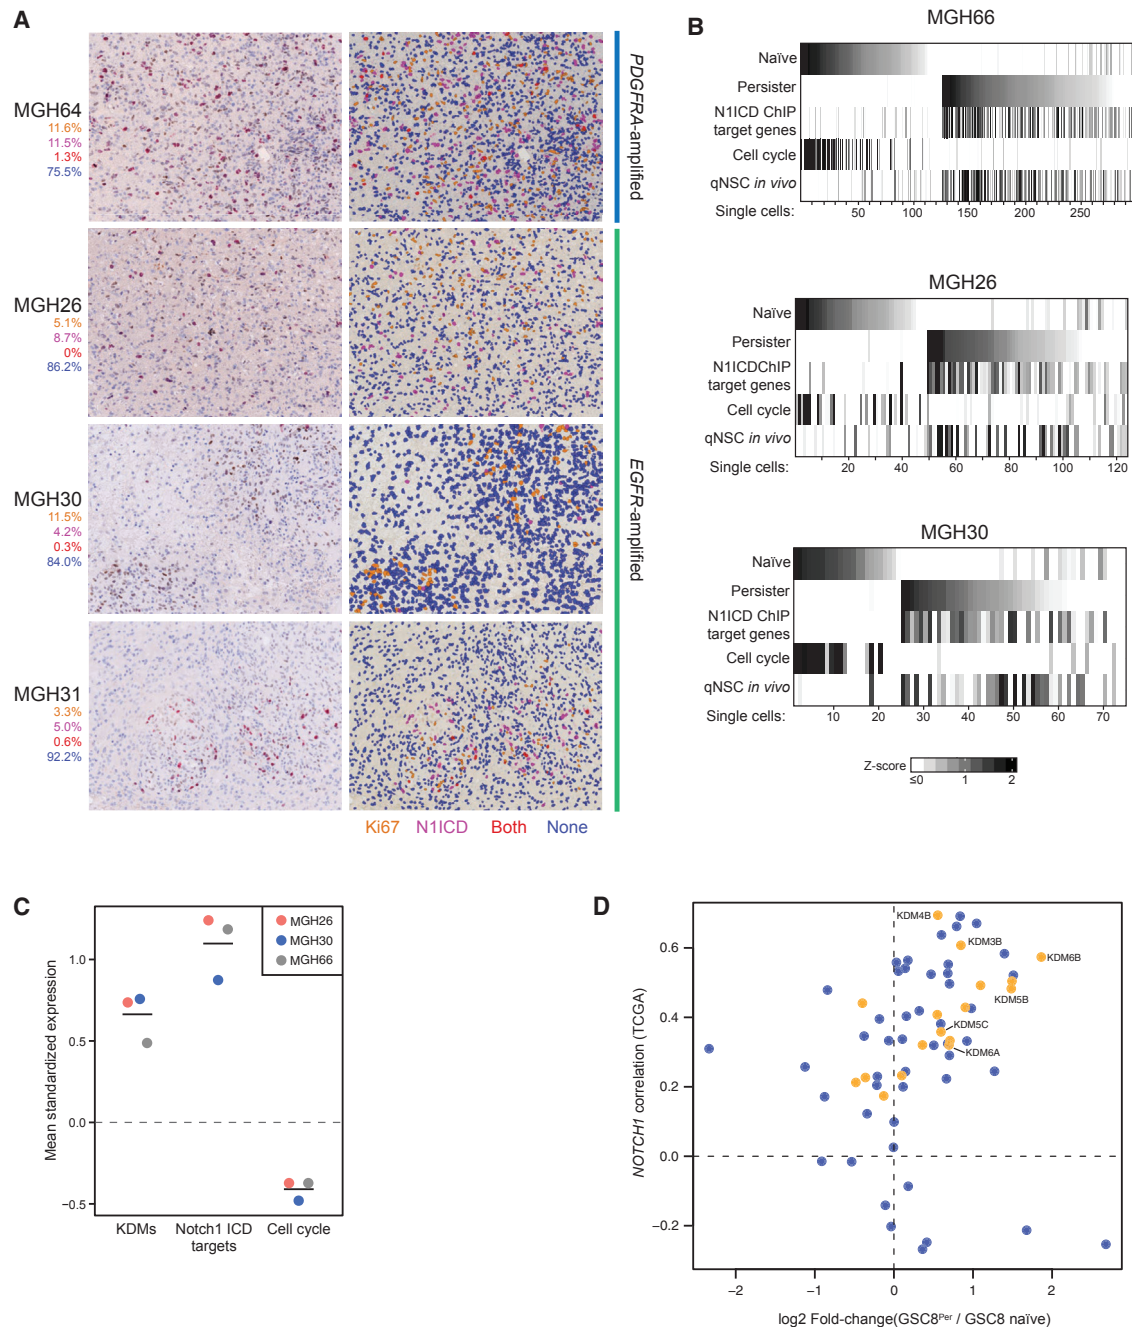 A
MGH64
11.6%
11.5%
1.3%
75.5%
PDGFRA-amplified
MGH26
5.1%
8.7%
0%
86.2%
MGH30
11.5%
4.2%
0.3%
84.0%
EGFR-amplified
MGH31
3.3%
5.0%
0.6%
92.2%
Ki67 N1ICD Both None
B
MGH66
Naïve
Persister
N1ICD ChIP
target genes
Cell cycle
qNSC in vivo
Single cells: 50 100 150 200 250
MGH26
Naïve
Persister
N1ICDChIP
target genes
Cell cycle
qNSC in vivo
Single cells: 20 40 60 80 100 120
MGH30
Naïve
Persister
N1ICD ChIP
target genes
Cell cycle
qNSC in vivo
Single cells: 10 20 30 40 50 60 70
Z-score
≤0 1 2
C
Mean standardized expression
1.0
0.5
0.0
−0.5
MGH26
MGH30
MGH66
KDMs Notch1 ICD Cell cycle
targets
D
NOTCH1 correlation (TCGA)
0.6
0.4
0.2
0.0
−0.2
KDM4B
KDM3B
KDM6B
KDM5B
KDM5C
KDM6A
−2 −1 0 1 2
log2 Fold-change(GSC8Per / GSC8 naïve)